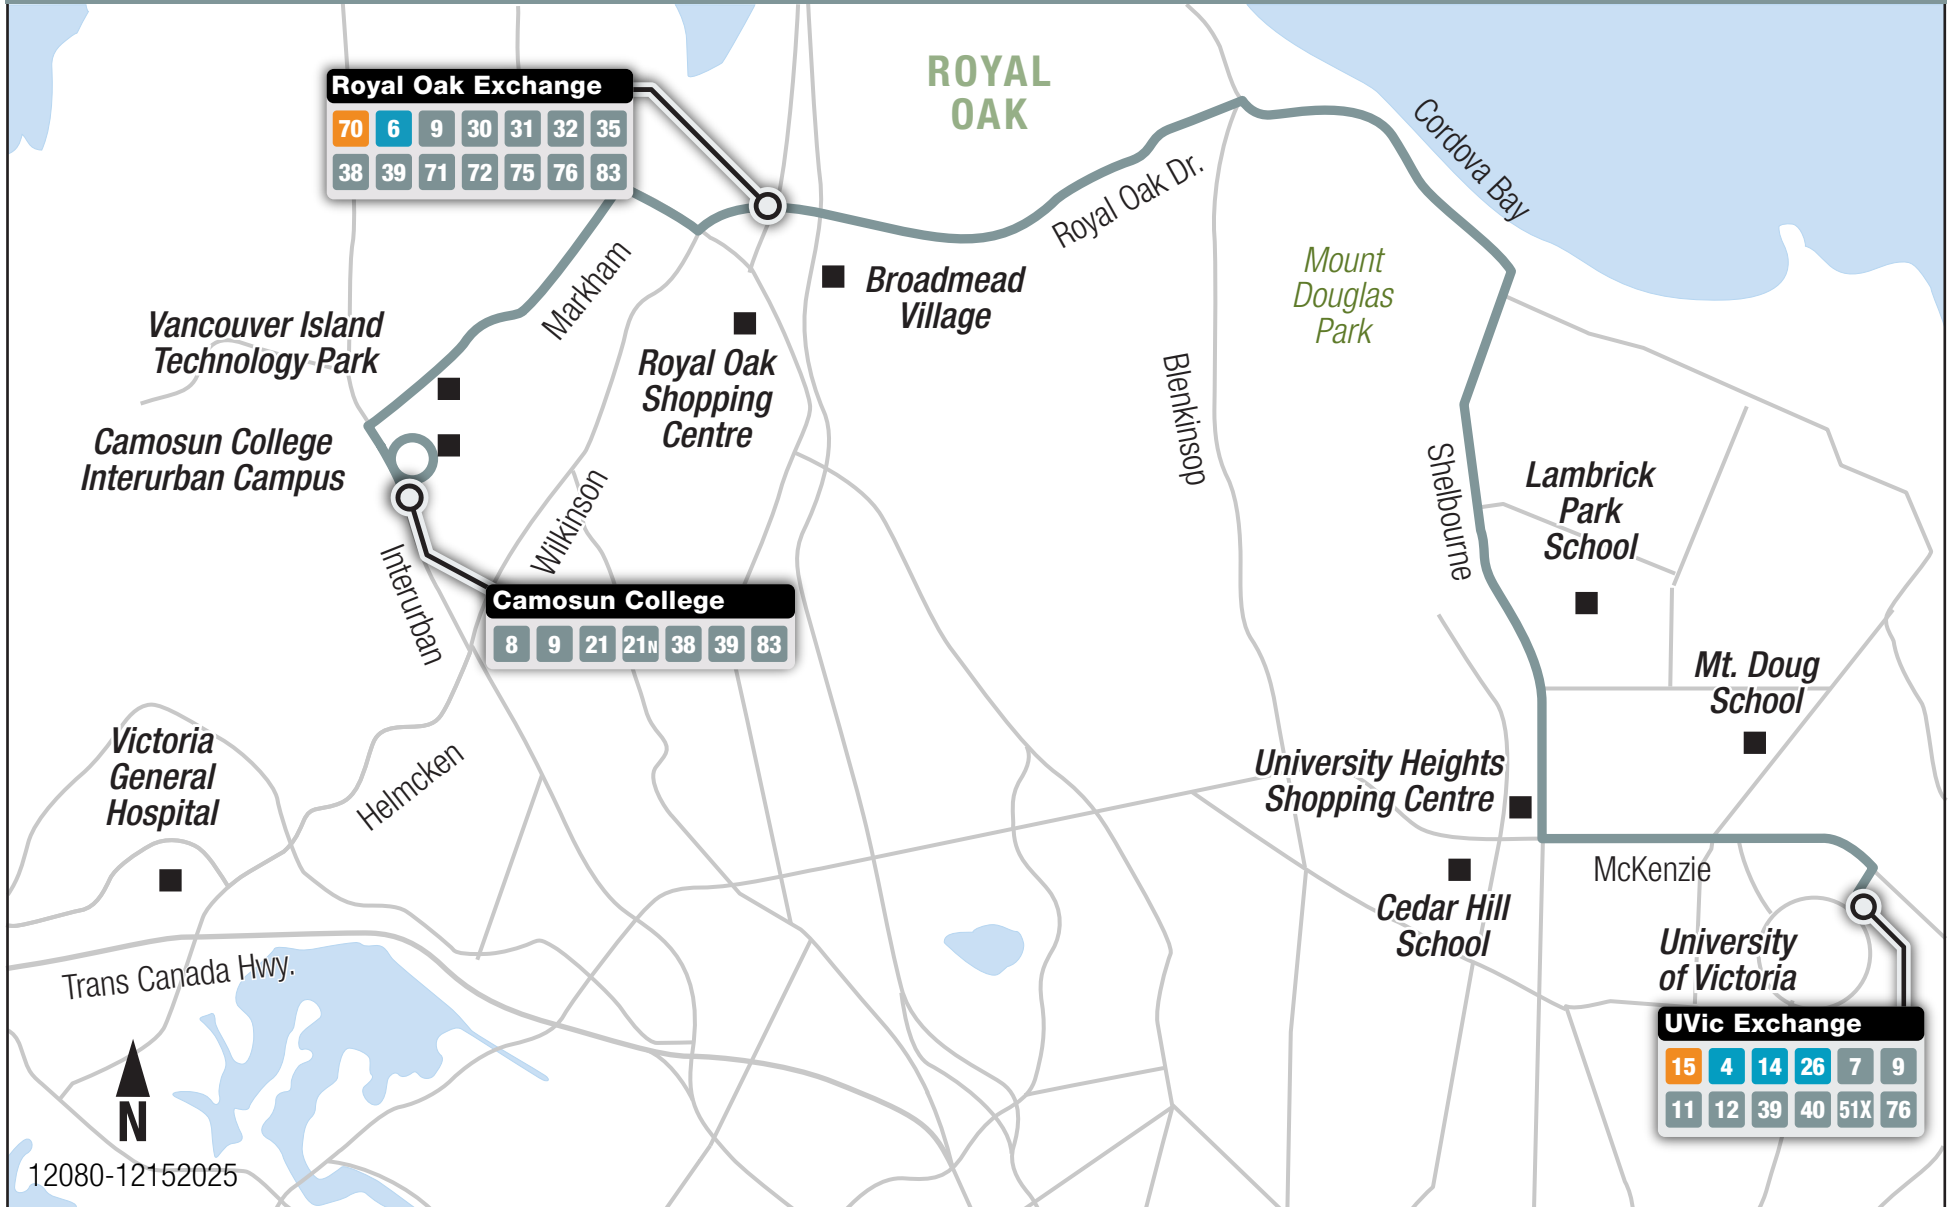 ROYAL
OAK
Royal Oak Exchange
70 6 9 30 31 32 35
38 39 71 72 75 76 83
Cordova Bay
Royal Oak Dr.
Markham
Broadmead
Village
Mount
Douglas
Park
Vancouver Island
Technology Park
Royal Oak
Shopping
Centre
Blenkinsop
Camosun College
Interurban Campus
Wilkinson
Shelbourne
Lambrick
Park
School
Interurban
Camosun College
8 9 21 21N 38 39 83
Mt. Doug
School
Victoria
General
Hospital
Helmcken
University Heights
Shopping Centre
McKenzie
Cedar Hill
School
University
of Victoria
Trans Canada Hwy.
UVic Exchange
15 4 14 26 7 9
11 12 39 40 51X 76
N
12080-12152025